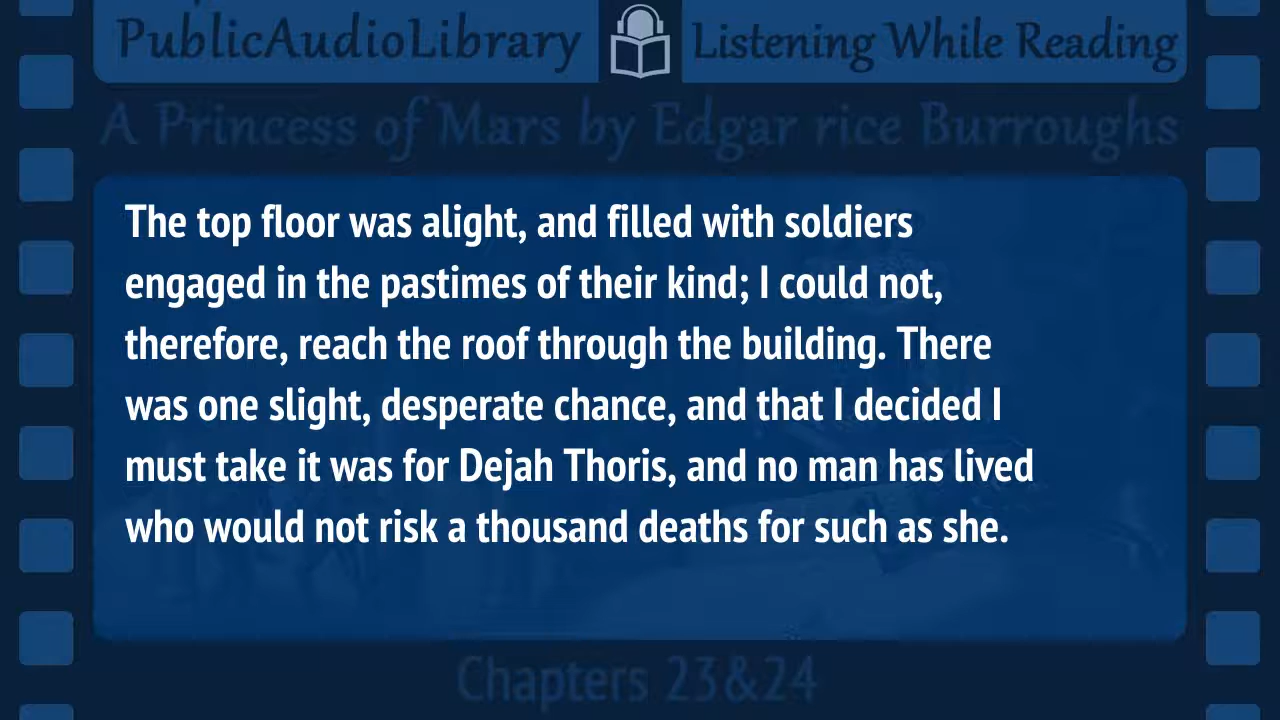 PublicAudioLibrary Listening While Reading
A Princess of Mars by Edgar rice Burroughs
The top floor was alight, and filled with soldiers
engaged in the pastimes of their kind; I could not,
therefore, reach the roof through the building. There
was one slight, desperate chance, and that I decided I
must take it was for Dejah Thoris, and no man has lived
who would not risk a thousand deaths for such as she.
Chapters 23&24